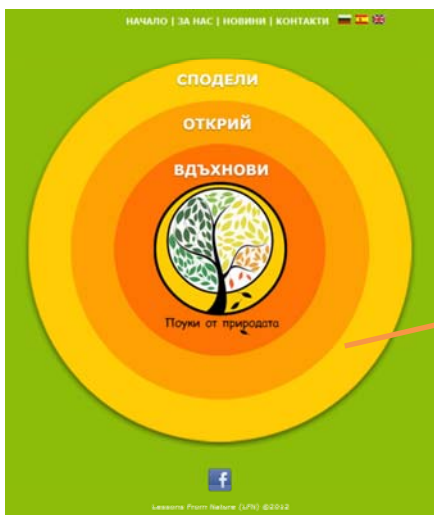 НАЧАЛО | ЗА НАС | НОВИНИ | КОНТАКТИ
СПОДЕЛИ
ОТКРИЙ
ВДЪХНОВИ
Поуки от природата
f
Lessons From Nature (LFN) ©2012